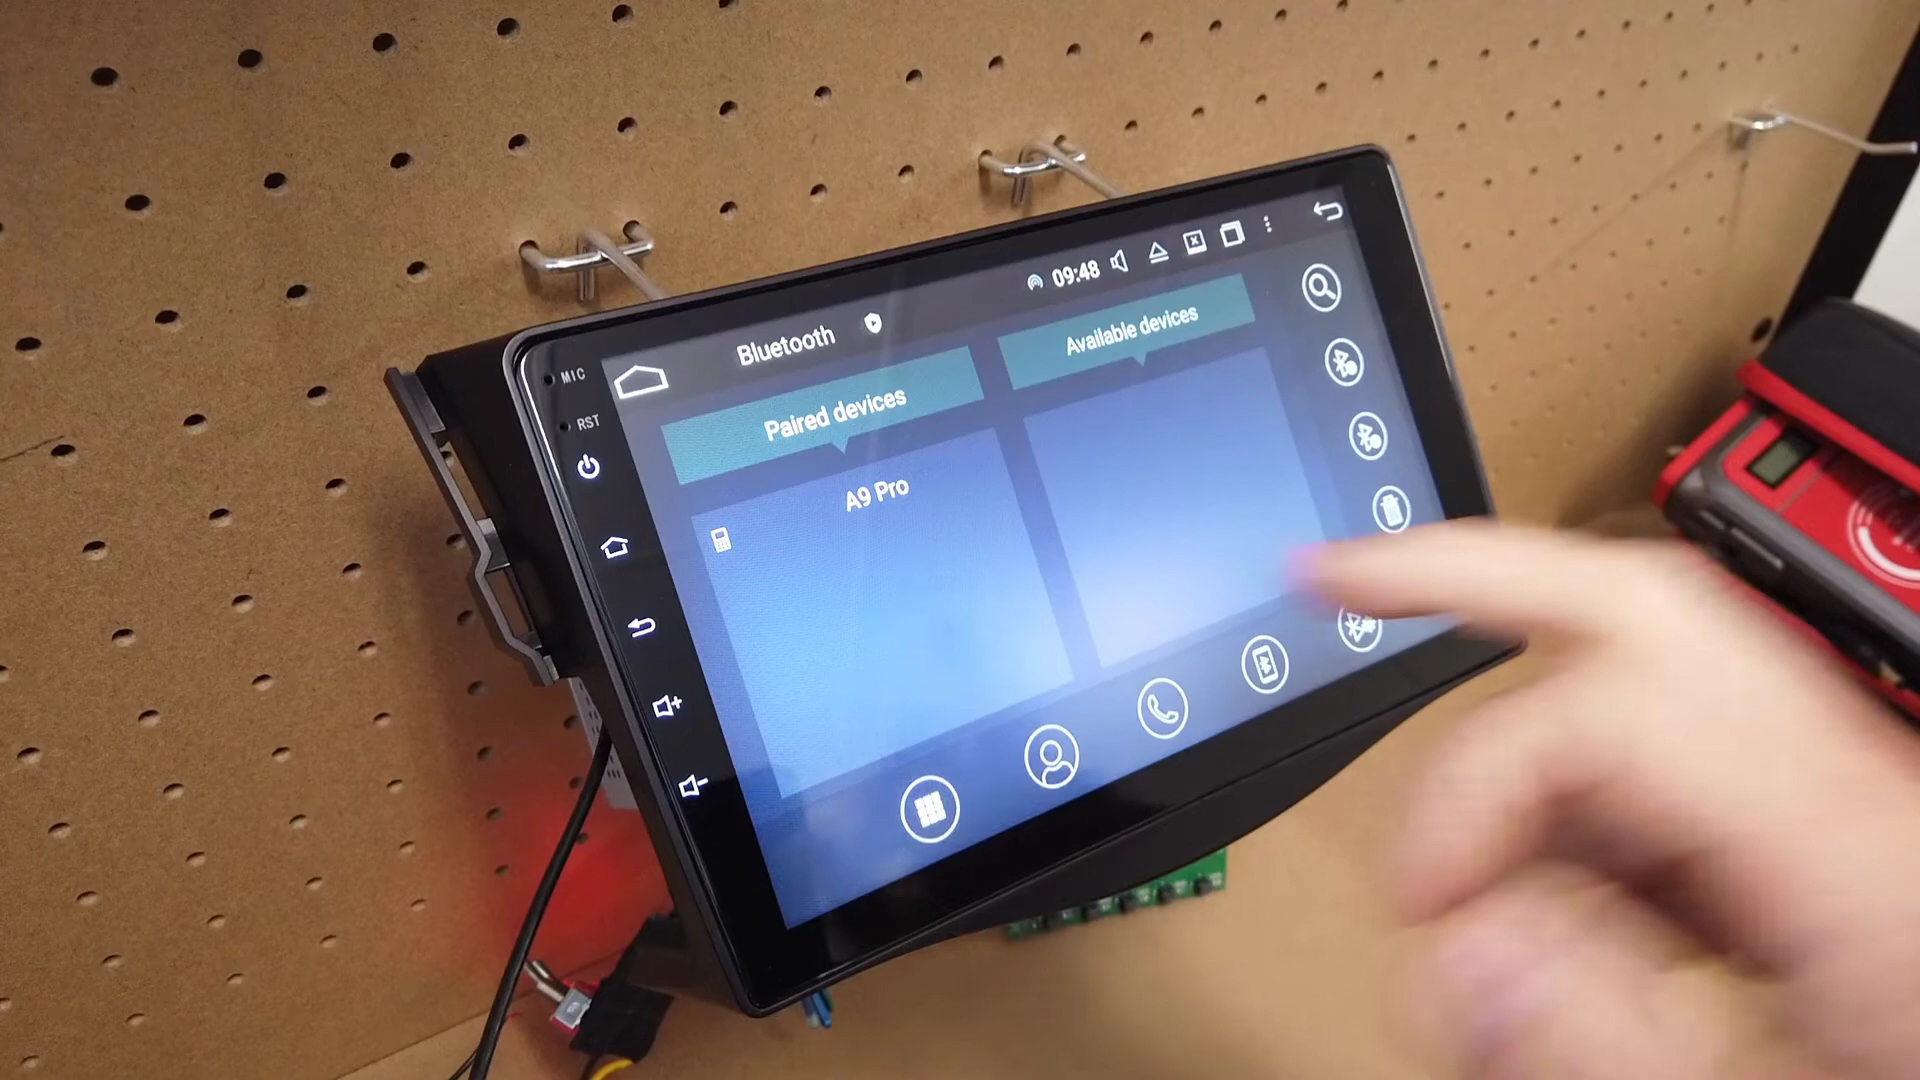 09:48
Bluetooth
Available devices
Paired devices
A9 Pro
MIC
RST